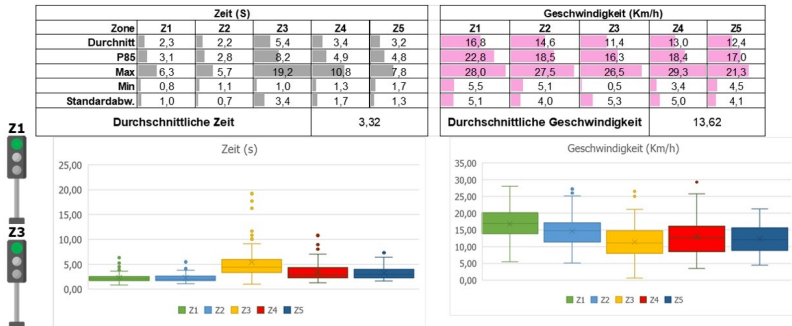 Zeit (S)
Zone Z1 Z2 Z3 Z4 Z5
Durchnitt 2,3 2,2 5,4 3,4 3,2
P85 3,1 2,8 8,2 4,9 4,8
Max 6,3 5,7 19,2 10,8 7,8
Min 0,8 1,1 1,0 1,3 1,7
Standardabw. 1,0 0,7 3,4 1,7 1,3
Durchschnittliche Zeit 3,32
Geschwindigkeit (Km/h)
Z1 Z2 Z3 Z4 Z5
16,8 14,6 11,4 13,0 12,4
22,8 18,5 16,3 18,4 17,0
28,0 27,5 26,5 29,3 21,3
5,5 5,1 0,5 3,4 4,5
5,1 4,0 5,3 5,0 4,1
Durchschnittliche Geschwindigkeit 13,62
Z1
Z3
Zeit (s)
25,00
20,00
15,00
10,00
5,00
0,00
Z1 Z2 Z3 Z4 Z5
Geschwindigkeit (Km/h)
35,00
30,00
25,00
20,00
15,00
10,00
5,00
0,00
Z1 Z2 Z3 Z4 Z5